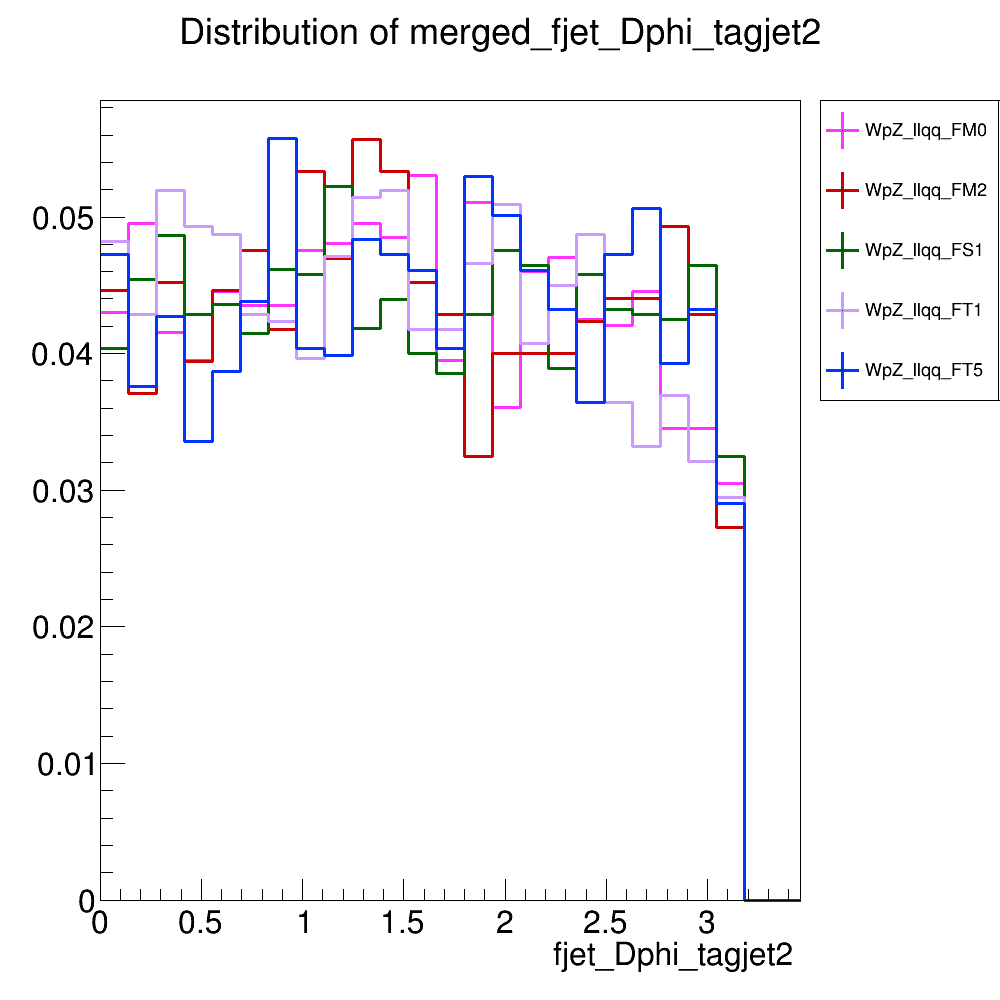 Distribution of merged_fjet_Dphi_tagjet2
WpZ_llqq_FM0
WpZ_llqq_FM2
WpZ_llqq_FS1
WpZ_llqq_FT1
WpZ_llqq_FT5
0.05
0.04
0.03
0.02
0.01
0
0 0.5 1 1.5 2 2.5 3
fjet_Dphi_tagjet2